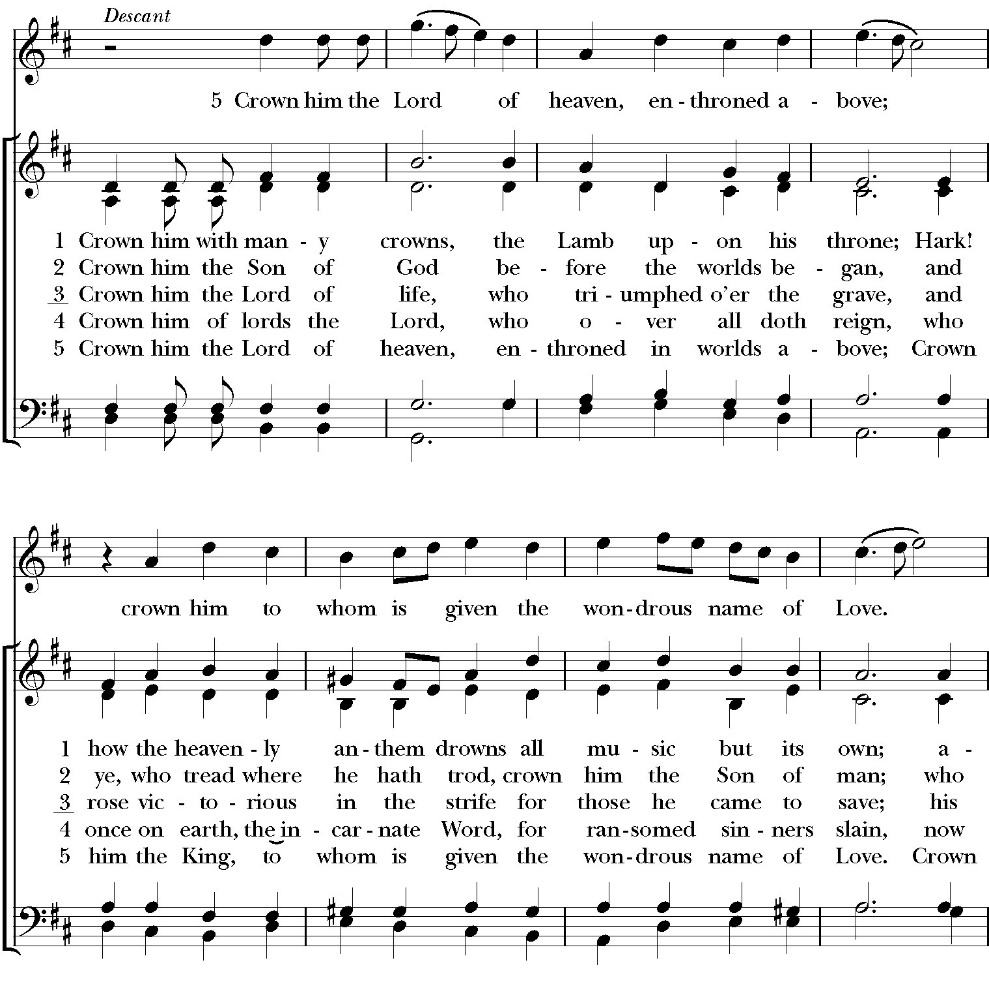 Descant
5 Crown him the Lord of heaven, en - throned a - bove;
1 Crown him with man - y crowns, the Lamb up - on his throne; Hark!
2 Crown him the Son of God be - fore the worlds be - gan, and
3 Crown him the Lord of life, who tri - umphed o'er the grave, and
4 Crown him of lords the Lord, who o - ver all doth reign, who
5 Crown him the Lord of heaven, en - throned in worlds a - bove; Crown
crown him to whom is given the won - drous name of Love.
1 how the heaven - ly an - them drowns all mu - sic but its own; a -
2 ye, who tread where he hath trod, crown him the Son of man; who
3 rose vic - to - rious in the strife for those he came to save; his
4 once on earth, the in - car - nate Word, for ran - somed sin - ners slain, now
5 him the King, to whom is given the won - drous name of Love. Crown